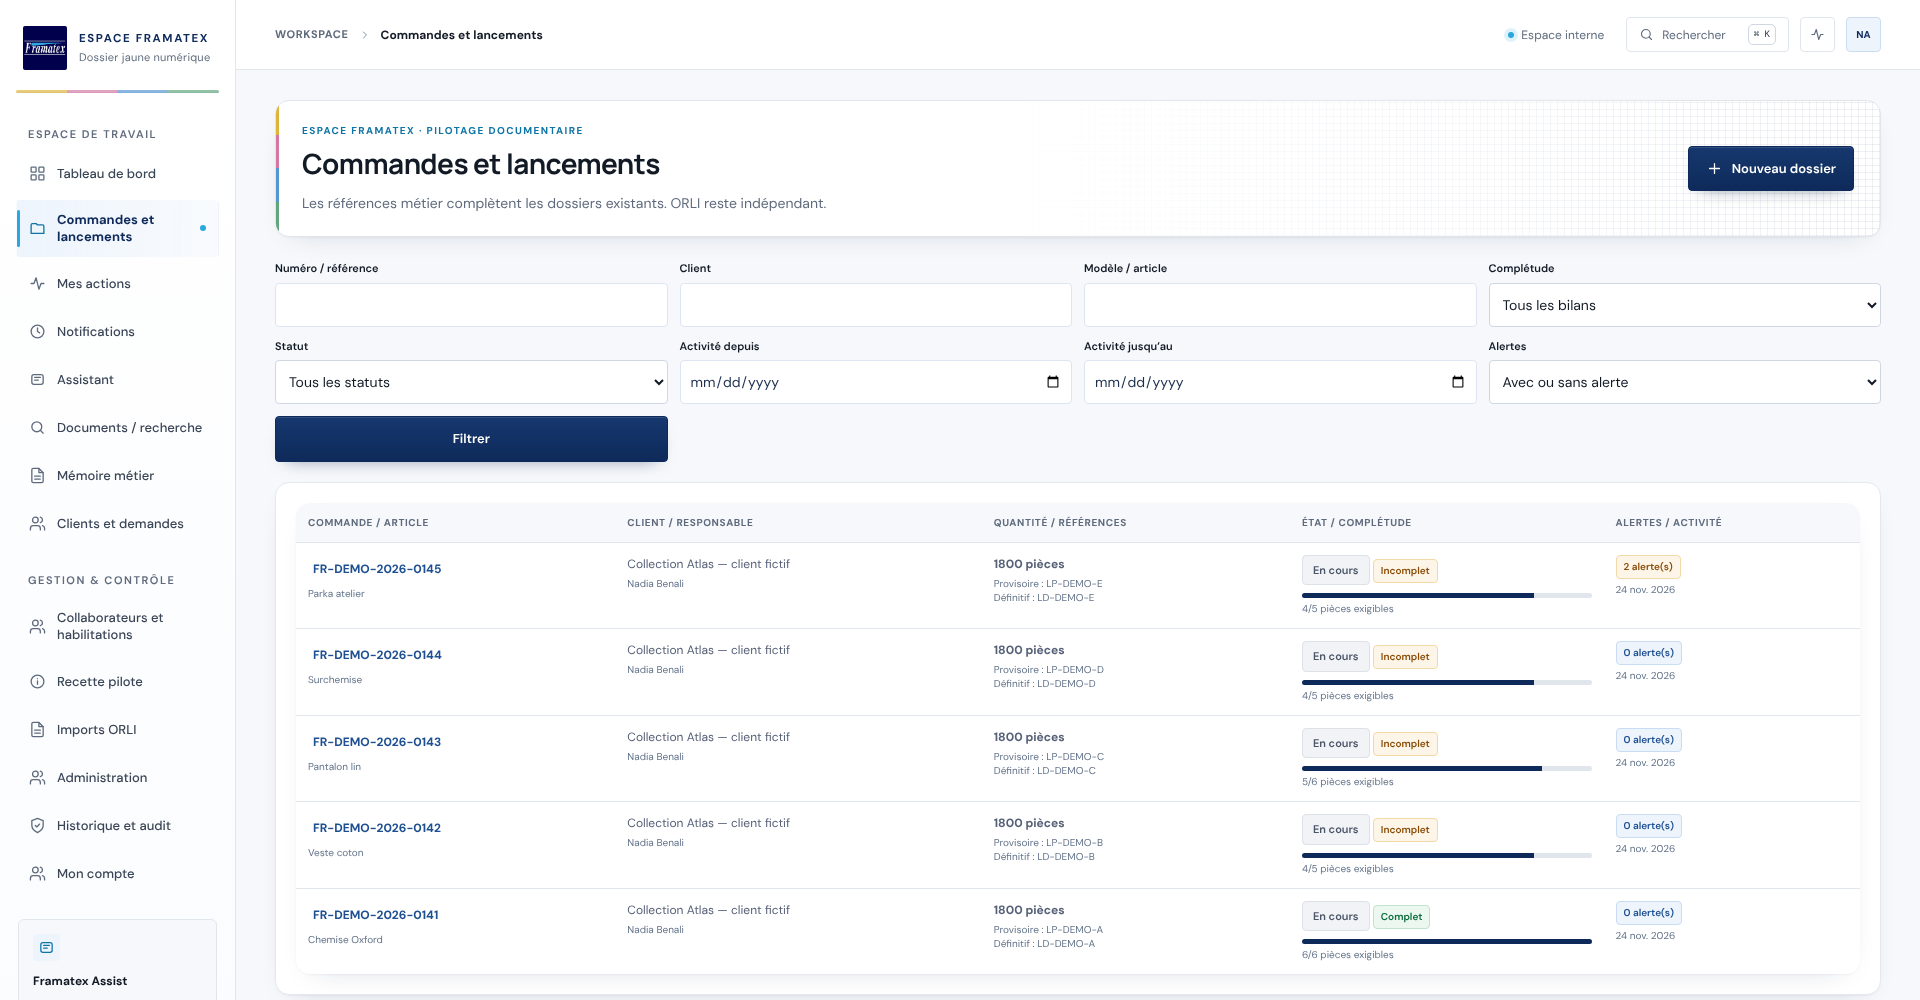 Framatex
ESPACE FRAMATEX
Dossier jaune numérique
ESPACE DE TRAVAIL
Tableau de bord
Commandes et
lancements
Mes actions
Notifications
Assistant
Documents / recherche
Mémoire métier
Clients et demandes
GESTION & CONTRÔLE
Collaborateurs et
habilitations
Recette pilote
Imports ORLI
Administration
Historique et audit
Mon compte
Framatex Assist
WORKSPACE
Commandes et lancements
Espace interne
Rechercher
⌘ K
NA
ESPACE FRAMATEX · PILOTAGE DOCUMENTAIRE
Commandes et lancements
Les références métier complètent les dossiers existants. ORLI reste indépendant.
Nouveau dossier
Numéro / référence
Client
Modèle / article
Complétude
Tous les bilans
Statut
Activité depuis
Activité jusqu’au
Alertes
Tous les statuts
mm/dd/yyyy
mm/dd/yyyy
Avec ou sans alerte
Filtrer
COMMANDE / ARTICLE
CLIENT / RESPONSABLE
QUANTITÉ / RÉFÉRENCES
ÉTAT / COMPLÉTUDE
ALERTES / ACTIVITÉ
FR-DEMO-2026-0145
Parka atelier
Collection Atlas — client fictif
Nadia Benali
1800 pièces
Provisoire : LP-DEMO-E
Définitif : LD-DEMO-E
En cours
Incomplet
4/5 pièces exigibles
2 alerte(s)
24 nov. 2026
FR-DEMO-2026-0144
Surchemise
Collection Atlas — client fictif
Nadia Benali
1800 pièces
Provisoire : LP-DEMO-D
Définitif : LD-DEMO-D
En cours
Incomplet
4/5 pièces exigibles
0 alerte(s)
24 nov. 2026
FR-DEMO-2026-0143
Pantalon lin
Collection Atlas — client fictif
Nadia Benali
1800 pièces
Provisoire : LP-DEMO-C
Définitif : LD-DEMO-C
En cours
Incomplet
5/6 pièces exigibles
0 alerte(s)
24 nov. 2026
FR-DEMO-2026-0142
Veste coton
Collection Atlas — client fictif
Nadia Benali
1800 pièces
Provisoire : LP-DEMO-B
Définitif : LD-DEMO-B
En cours
Incomplet
4/5 pièces exigibles
0 alerte(s)
24 nov. 2026
FR-DEMO-2026-0141
Chemise Oxford
Collection Atlas — client fictif
Nadia Benali
1800 pièces
Provisoire : LP-DEMO-A
Définitif : LD-DEMO-A
En cours
Complet
6/6 pièces exigibles
0 alerte(s)
24 nov. 2026